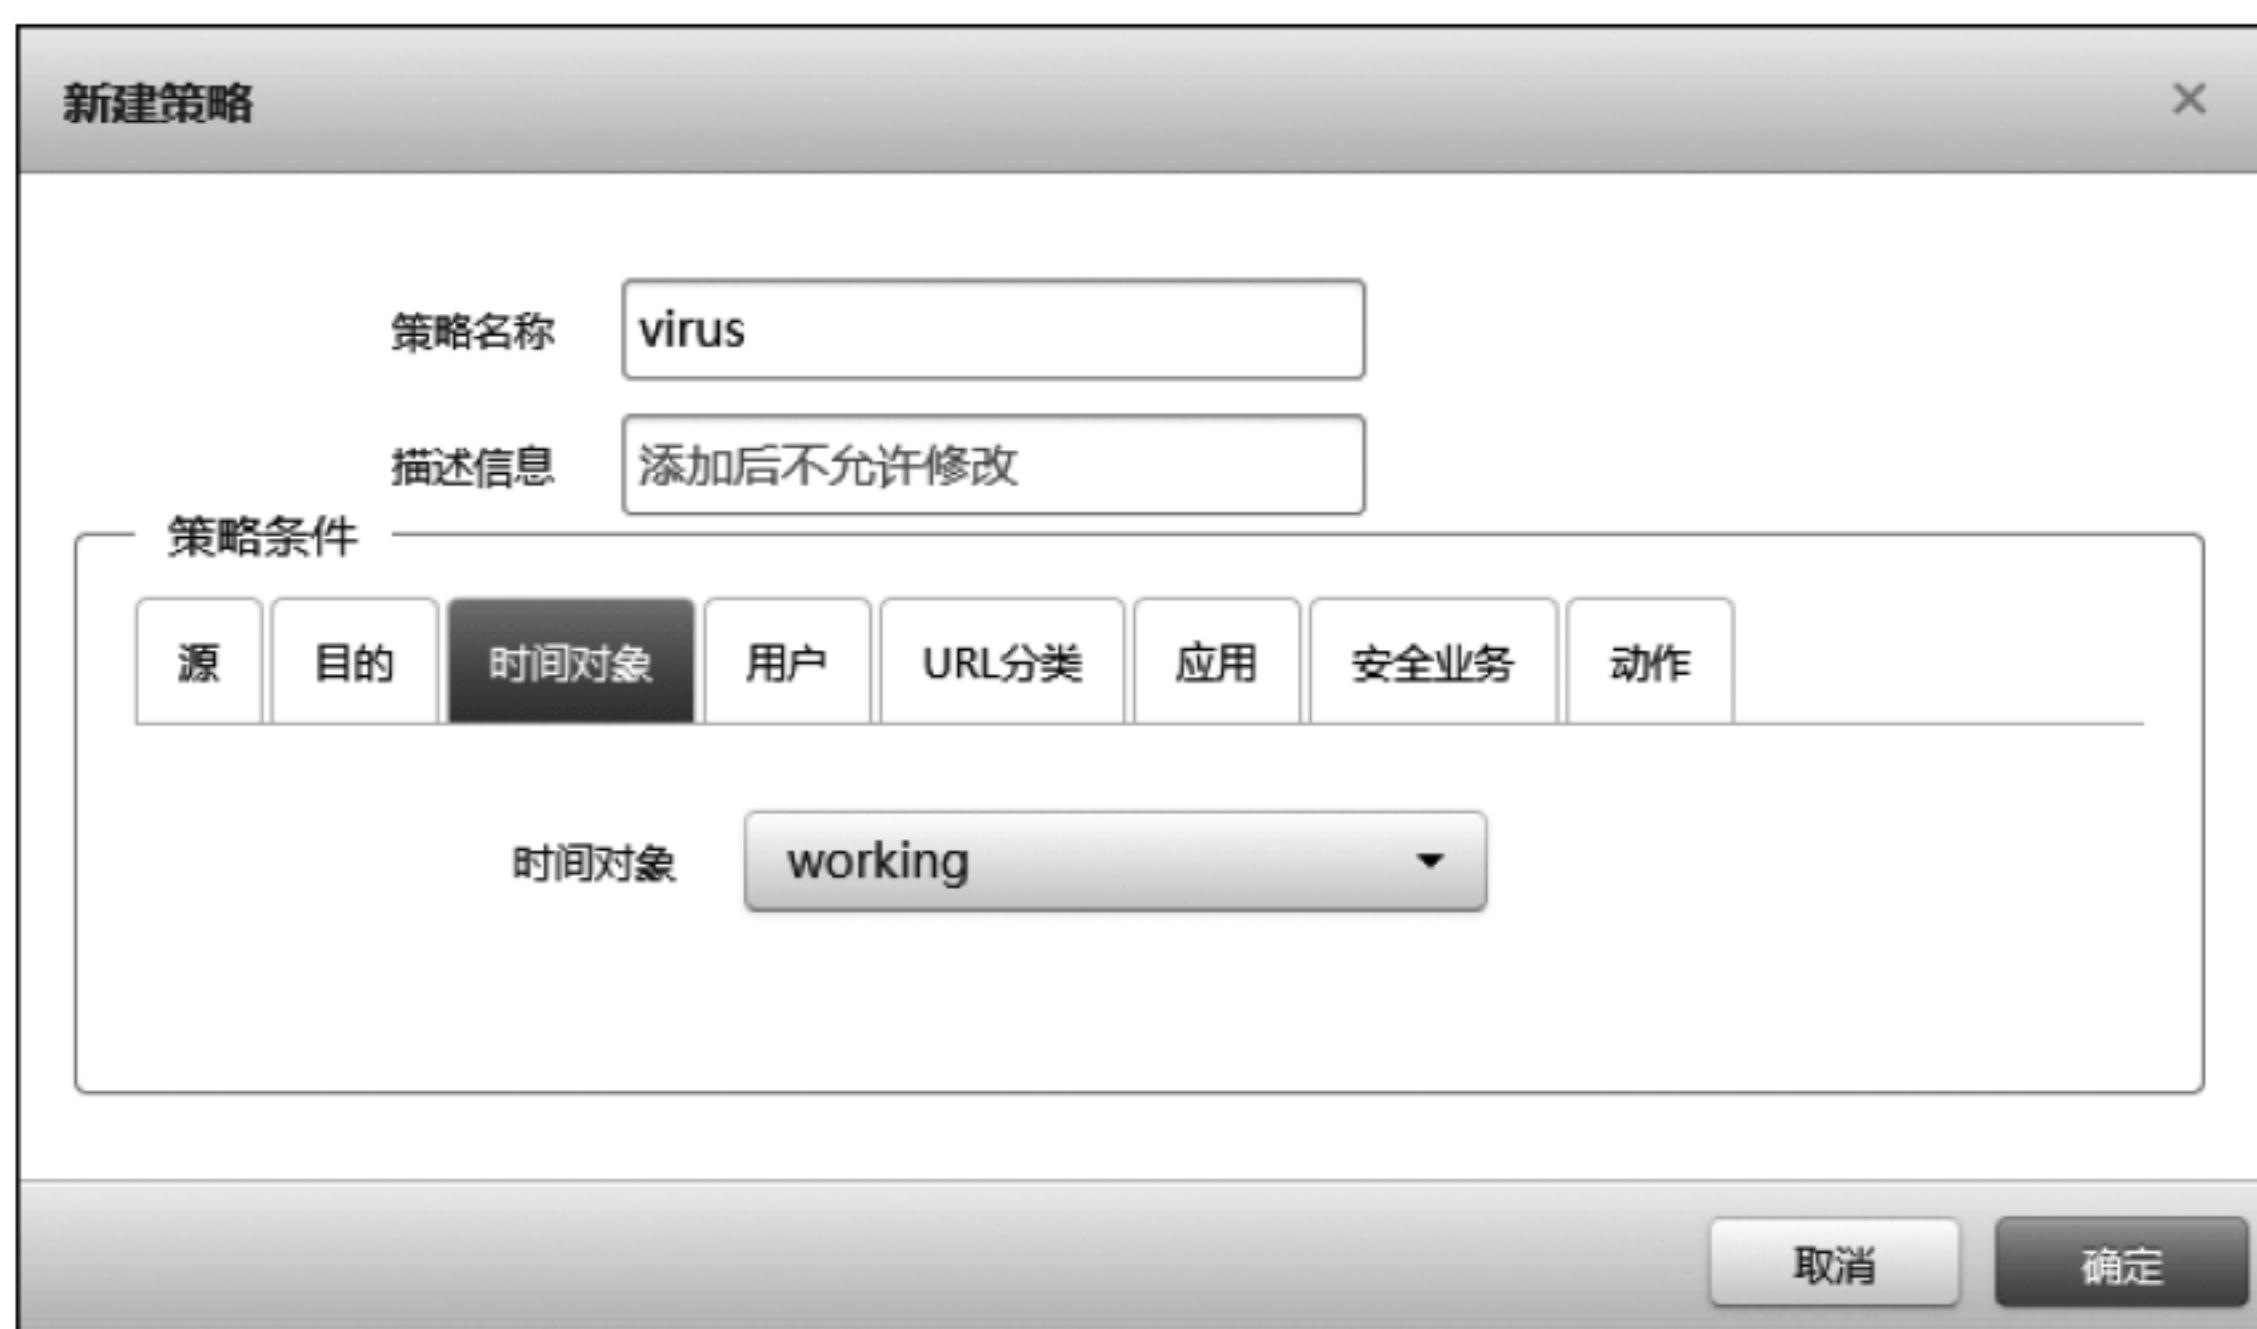 新建策略 ×
策略名称 virus
描述信息 添加后不允许修改
策略条件
源 目的 时间对象 用户 URL分类 应用 安全业务 动作
时间对象 working
取消 确定